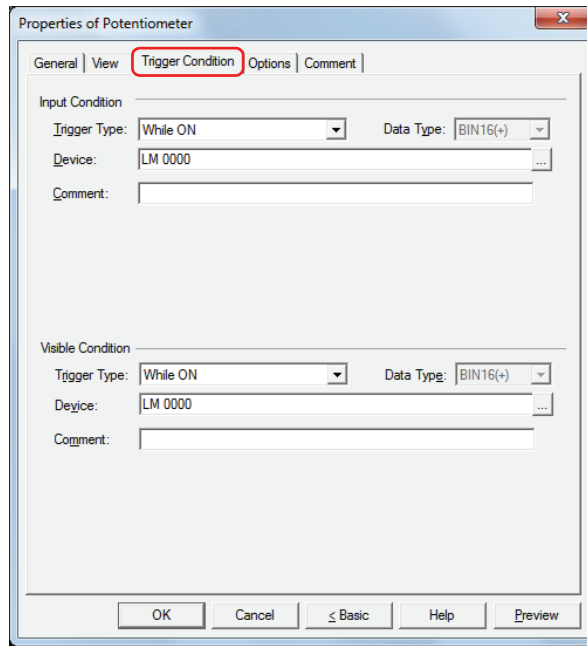 Properties of Potentiometer
General View Trigger Condition Options Comment
Input Condition
Trigger Type: While ON Data Type: BIN16(+)
Device: LM 0000 ...
Comment:
Visible Condition
Trigger Type: While ON Data Type: BIN16(+)
Device: LM 0000 ...
Comment:
OK Cancel < Basic Help Preview